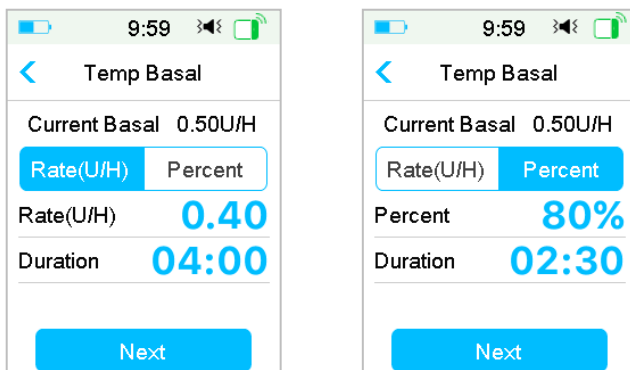 9:59
Temp Basal
Current Basal 0.50U/H
Rate(U/H) Percent
Rate(U/H) 0.40
Duration 04:00
Next
9:59
Temp Basal
Current Basal 0.50U/H
Rate(U/H) Percent
Percent 80%
Duration 02:30
Next